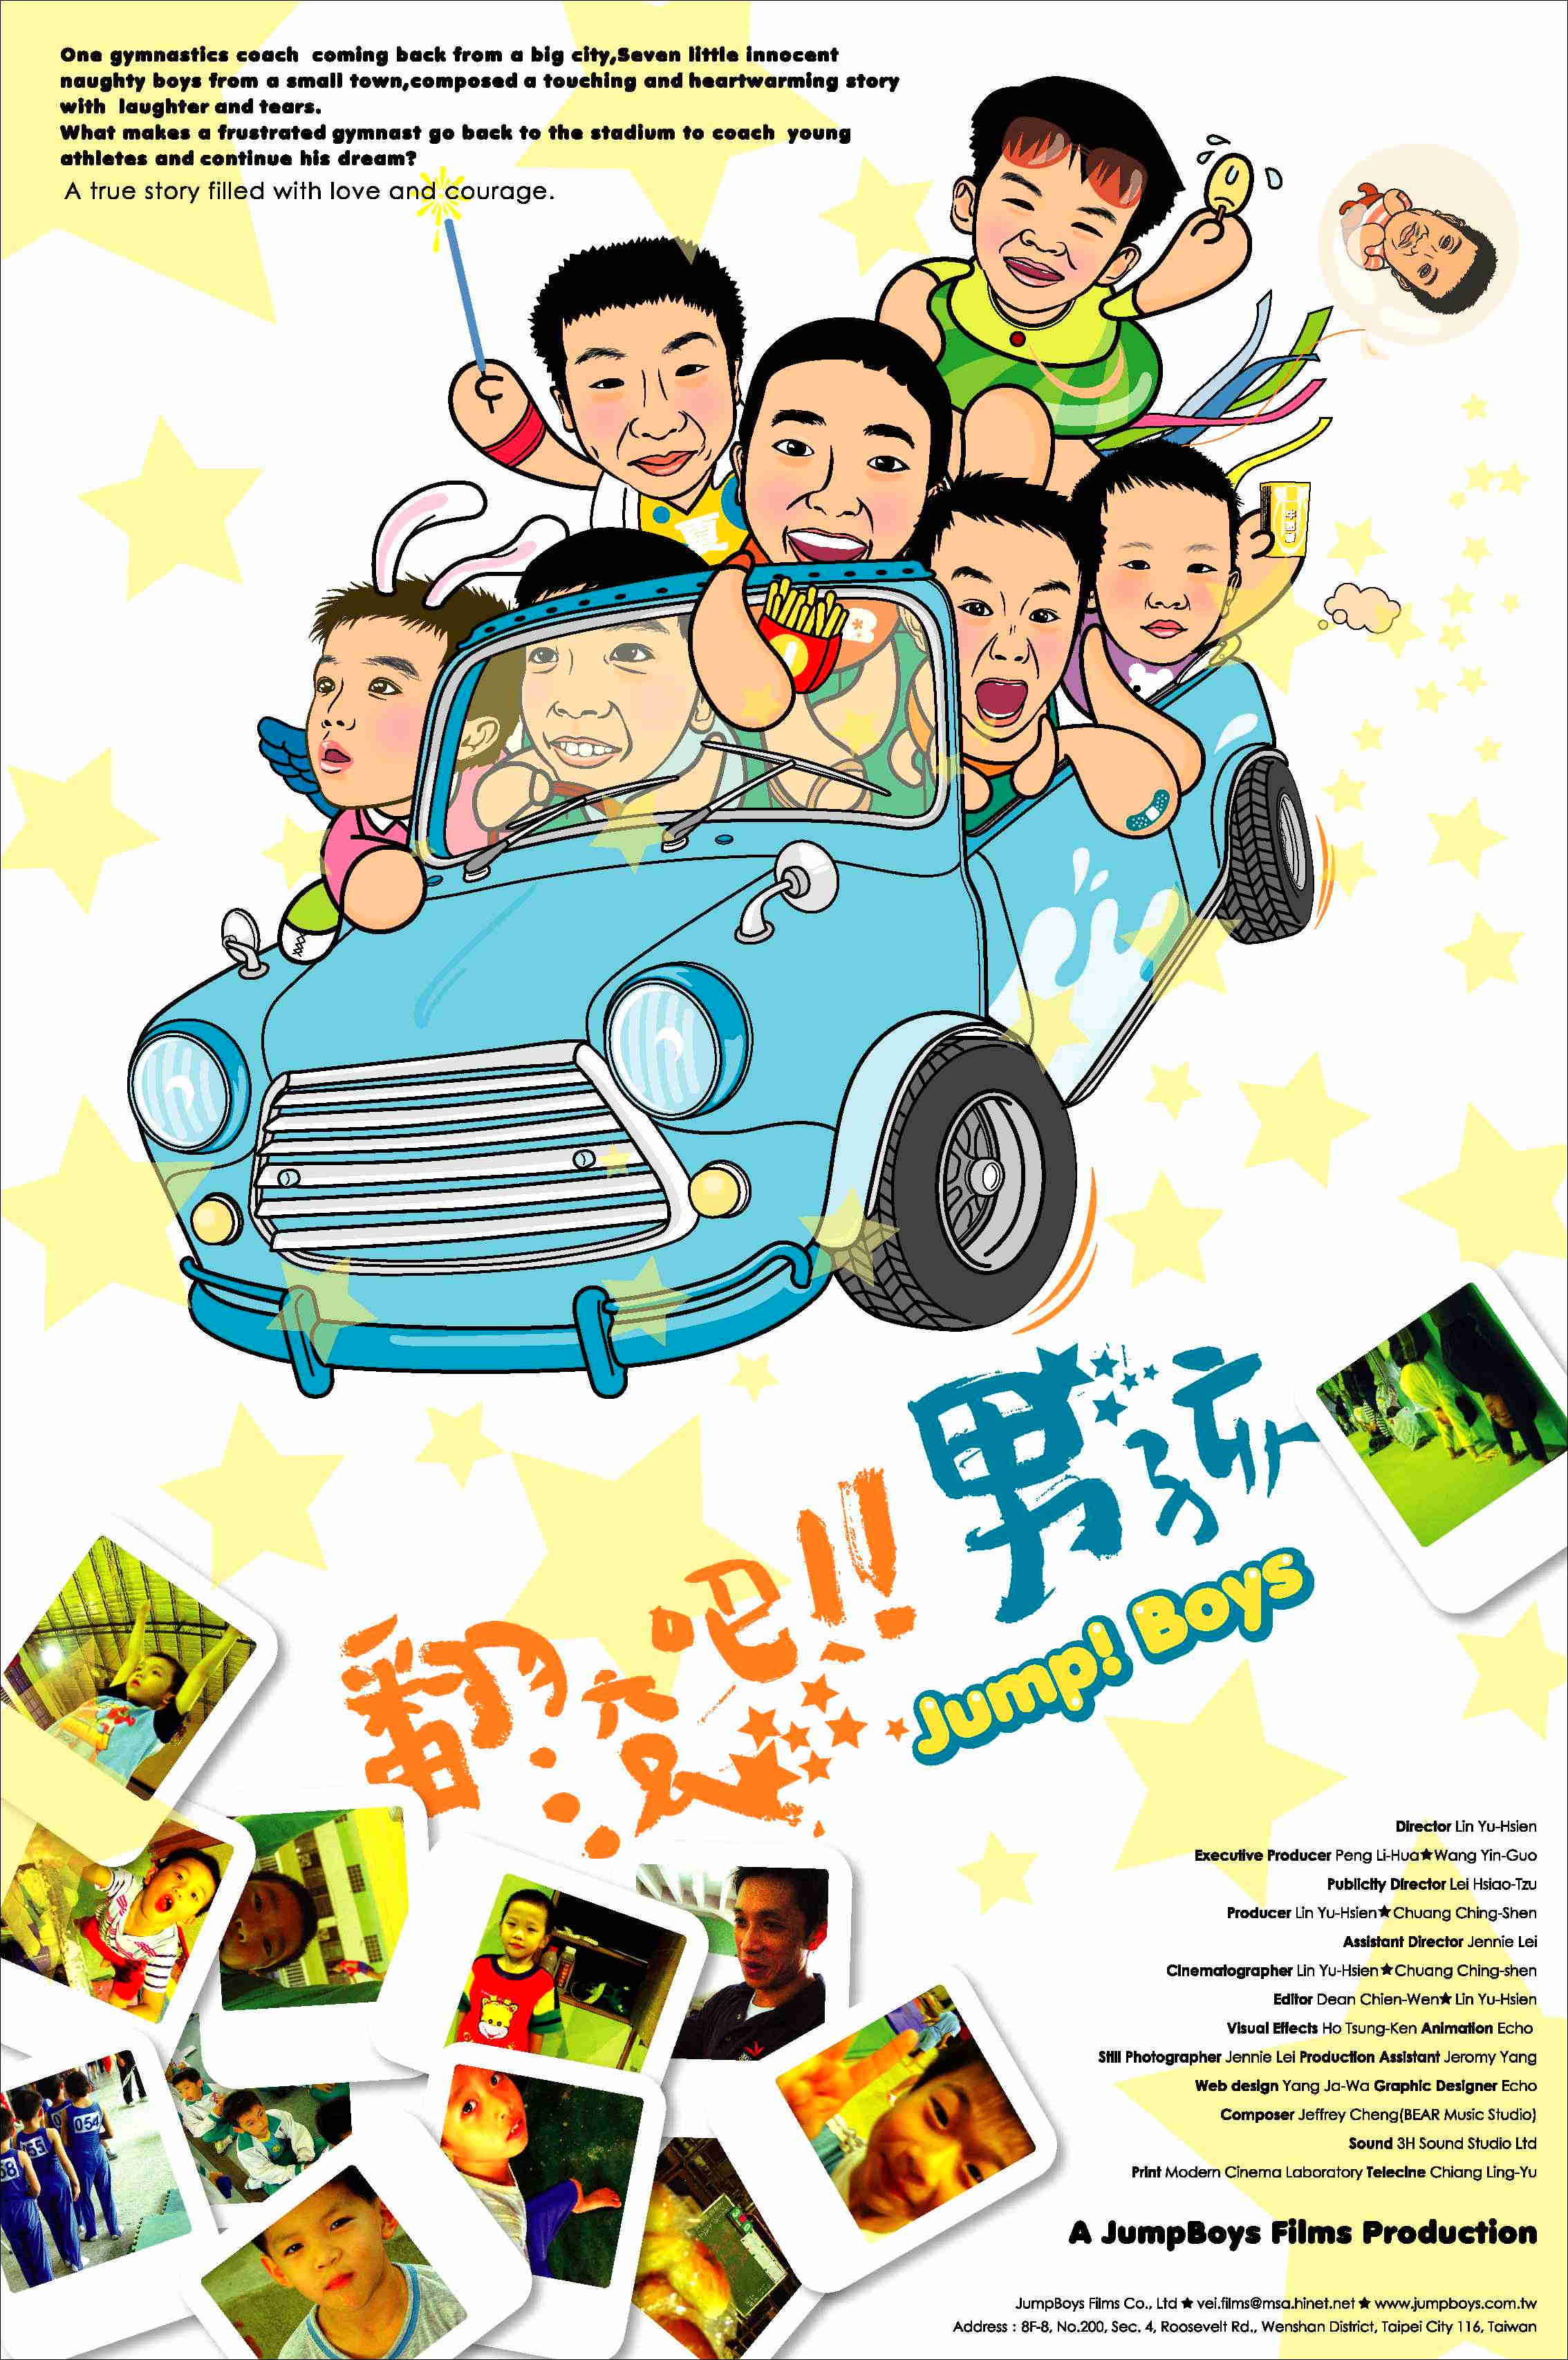 One gymnastics coach coming back from a big city,Seven little innocent
naughty boys from a small town,composed a touching and heartwarming story
with laughter and tears.
What makes a frustrated gymnast go back to the stadium to coach young
athletes and continue his dream?
A true story filled with love and courage.
翻滾吧!!
男孩
Jump! Boys
054
Director Lin Yu-Hsien
Executive Producer Peng Li-Hua★Wang Yin-Guo
Publicity Director Lei Hsiao-Tzu
Producer Lin Yu-Hsien★Chuang Ching-Shen
Assistant Director Jennie Lei
Cinematographer Lin Yu-Hsien★Chuang Ching-shen
Editor Dean Chien-Wen★ Lin Yu-Hsien
Visual Effects Ho Tsung-Ken Animation Echo
Still Photographer Jennie Lei Production Assistant Jeromy Yang
Web design Yang Ja-Wa Graphic Designer Echo
Composer Jeffrey Cheng(BEAR Music Studio)
Sound 3H Sound Studio Ltd
Print Modern Cinema Laboratory Telecine Chiang Ling-Yu
A JumpBoys Films Production
JumpBoys Films Co., Ltd ★ vei.films@msa.hinet.net ★ www.jumpboys.com.tw
Address : 8F-8, No.200, Sec. 4, Roosevelt Rd., Wenshan District, Taipei City 116, Taiwan